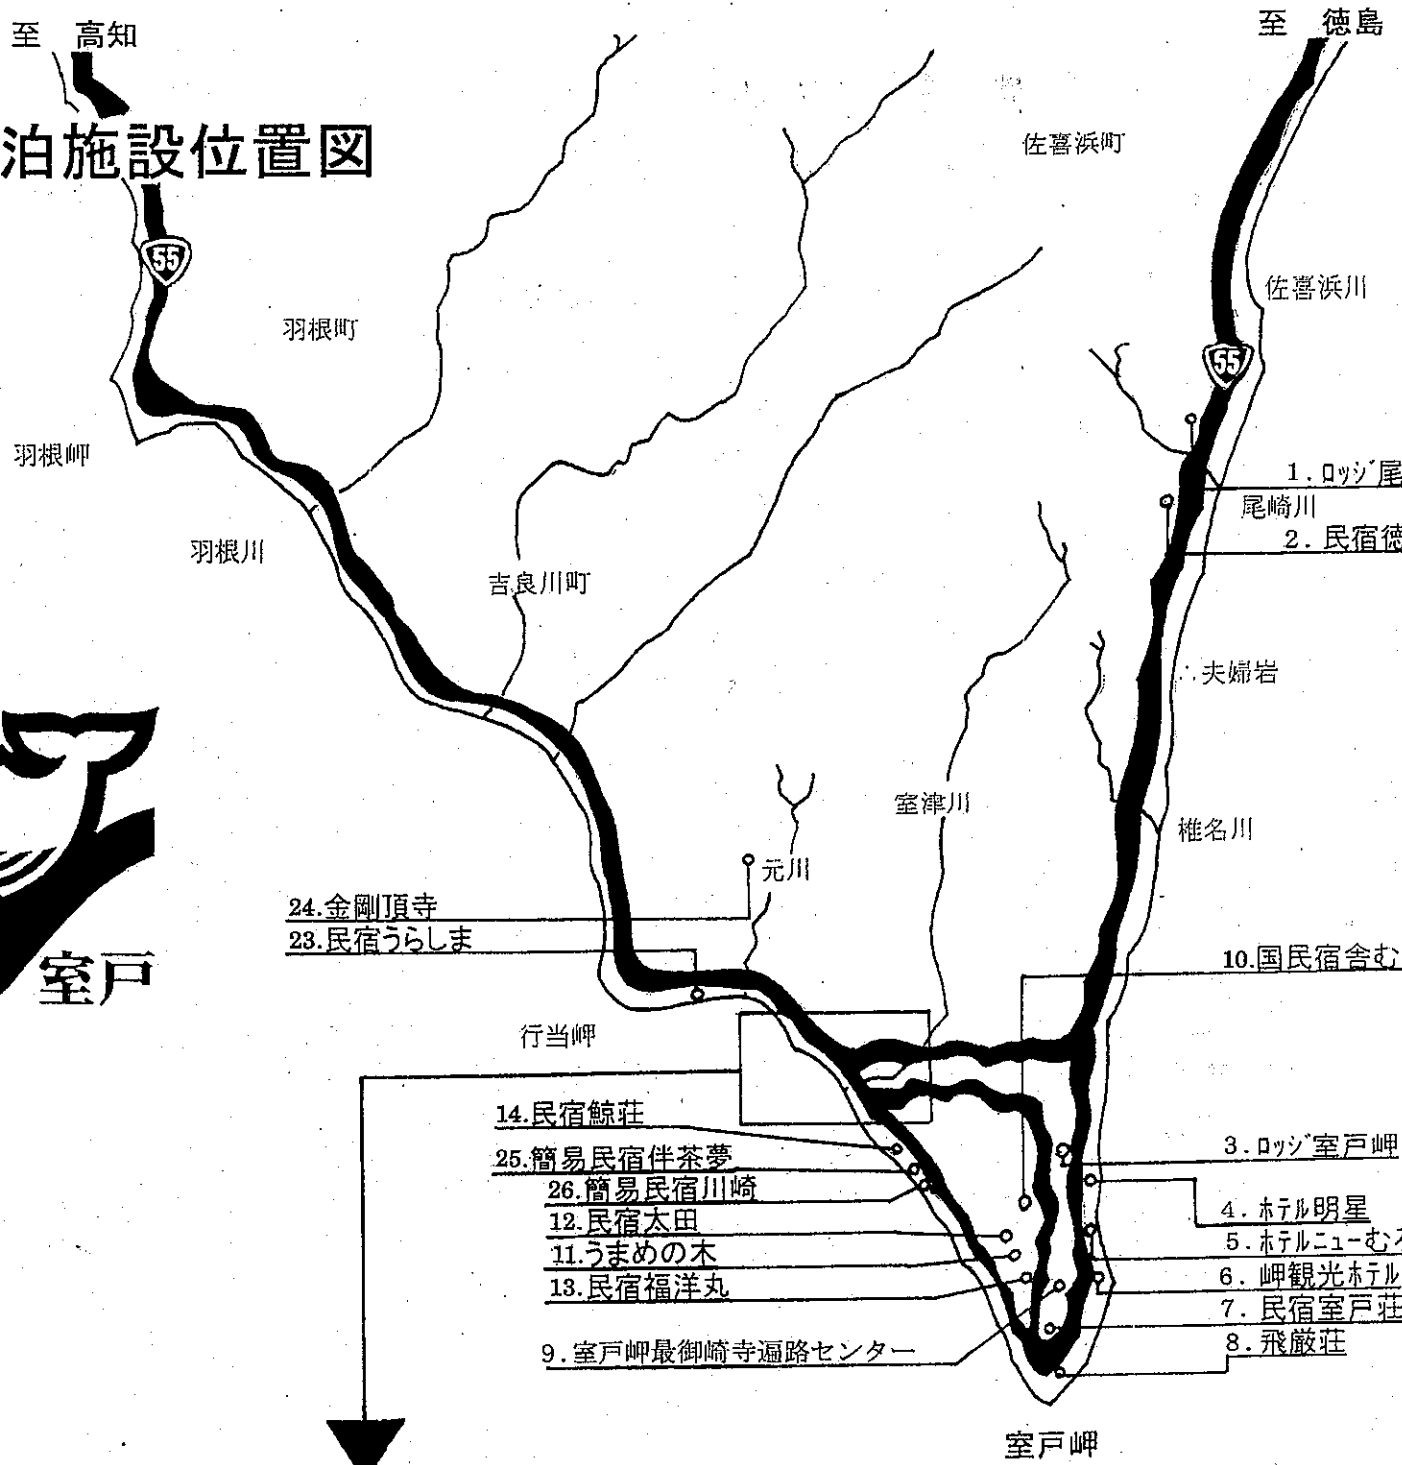 至 高知
至 徳島
泊施設位置図
佐喜浜町
55
佐喜浜川
羽根町
55
羽根岬
1.ロッジ尾
尾崎川
2.民宿徳
羽根川
吉良川町
夫婦岩
室津川
椎名川
元川
24.金剛頂寺
23.民宿うらしま
室戸
10.国民宿舎む
行当岬
14.民宿鯨荘
25.簡易民宿伴茶夢
26.簡易民宿川崎
12.民宿太田
11.うまめの木
13.民宿福洋丸
9.室戸岬最御崎寺遍路センター
3.ロッジ室戸岬
4.ホテル明星
5.ホテルニューむろ
6.岬観光ホテル
7.民宿室戸荘
8.飛巌荘
室戸岬